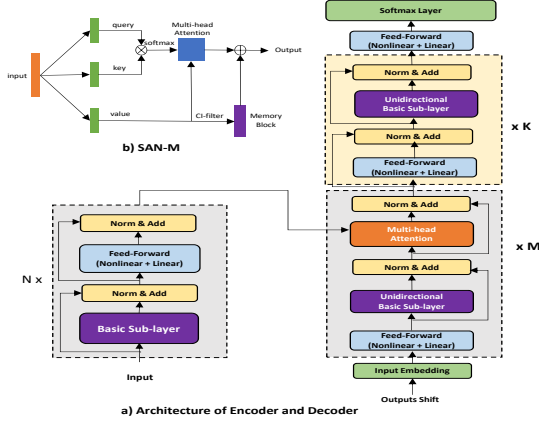 query
softmax
Multi-head
Attention
Output
input
key
value
CI-filter
Memory
Block
b) SAN-M
Softmax Layer
Feed-Forward
(Nonlinear + Linear)
Norm & Add
Unidirectional
Basic Sub-layer
Norm & Add
Feed-Forward
(Nonlinear + Linear)
x K
Norm & Add
Multi-head
Attention
Norm & Add
Unidirectional
Basic Sub-layer
Feed-Forward
(Nonlinear + Linear)
x M
Input Embedding
Outputs Shift
Norm & Add
Feed-Forward
(Nonlinear + Linear)
N x
Norm & Add
Basic Sub-layer
Input
a) Architecture of Encoder and Decoder